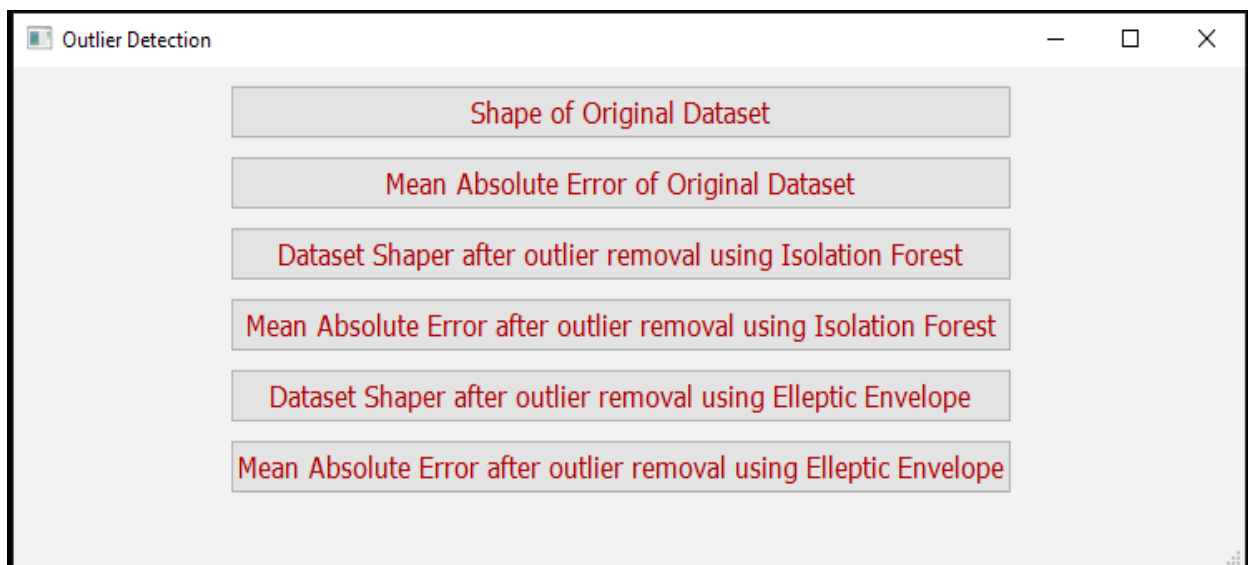 Outlier Detection
Shape of Original Dataset
Mean Absolute Error of Original Dataset
Dataset Shaper after outlier removal using Isolation Forest
Mean Absolute Error after outlier removal using Isolation Forest
Dataset Shaper after outlier removal using Elleptic Envelope
Mean Absolute Error after outlier removal using Elleptic Envelope